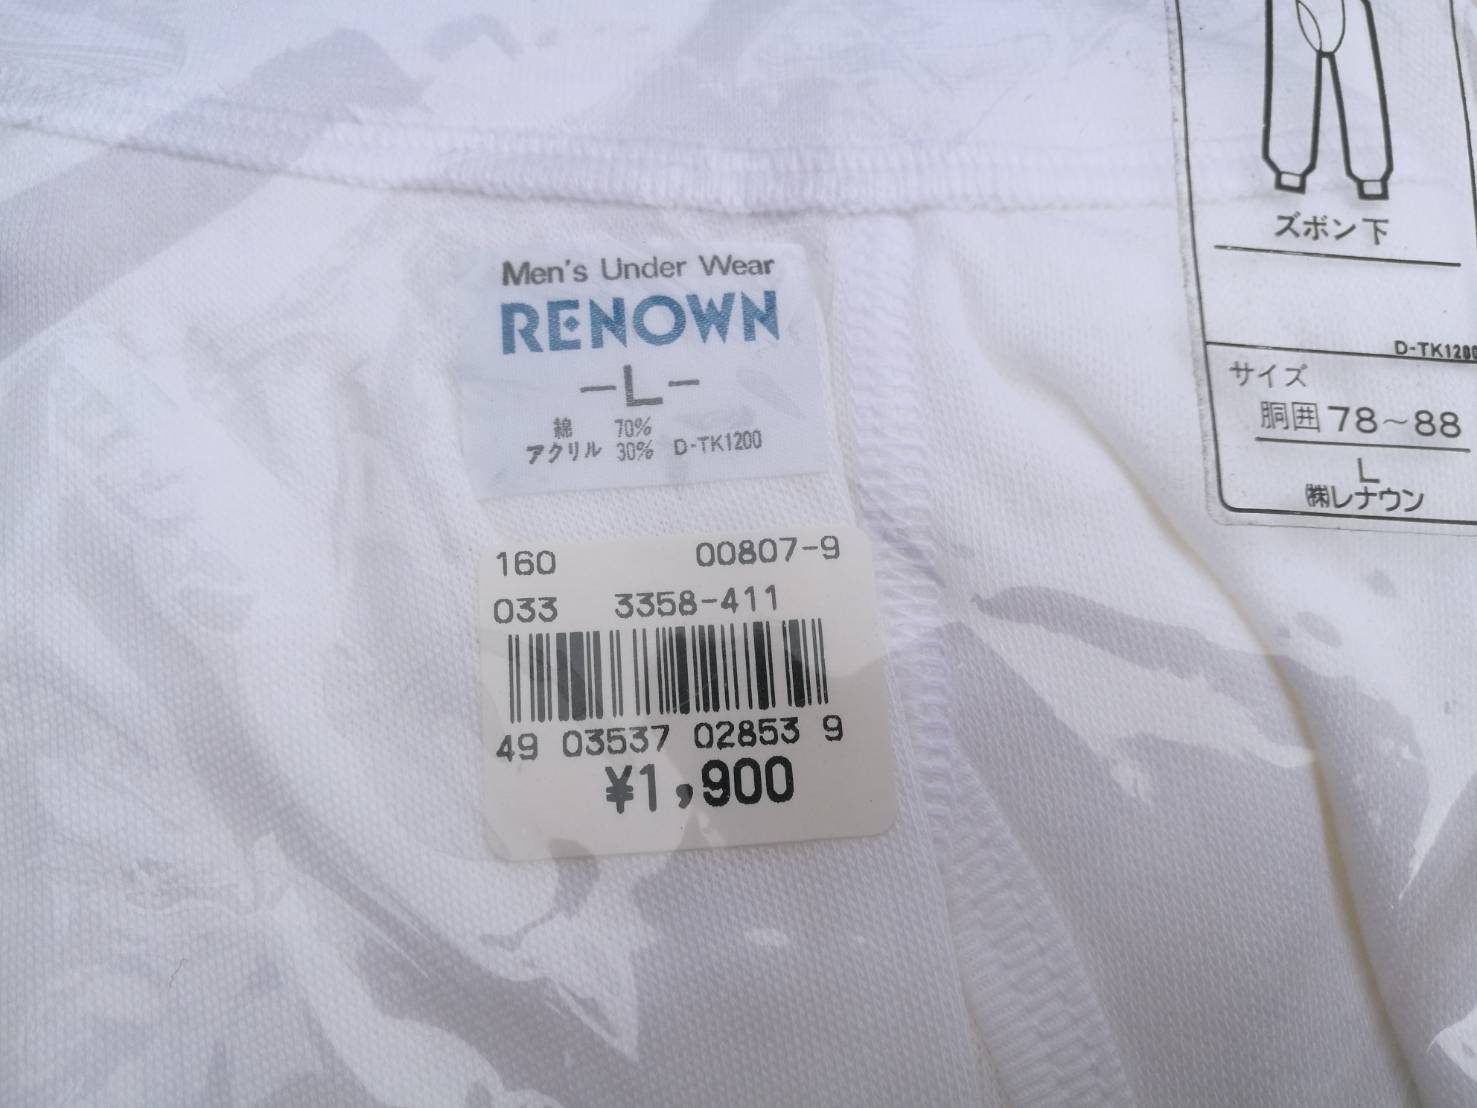 Men's Under Wear
RENOWN
-L-
綿 70%
アクリル 30% D-TK1200
160 00807-9
033 3358-411
49 03537 02853 9
¥1,900
ズボン下
D-TK1200
サイズ
胴囲 78~88
L
㈱レナウン